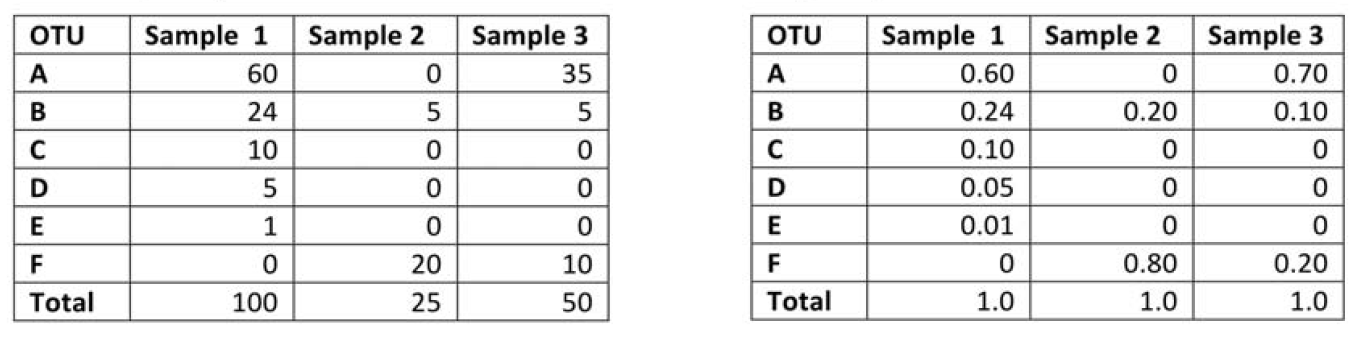 OTU Sample 1 Sample 2 Sample 3
A 60 0 35
B 24 5 5
C 10 0 0
D 5 0 0
E 1 0 0
F 0 20 10
Total 100 25 50
OTU Sample 1 Sample 2 Sample 3
A 0.60 0 0.70
B 0.24 0.20 0.10
C 0.10 0 0
D 0.05 0 0
E 0.01 0 0
F 0 0.80 0.20
Total 1.0 1.0 1.0